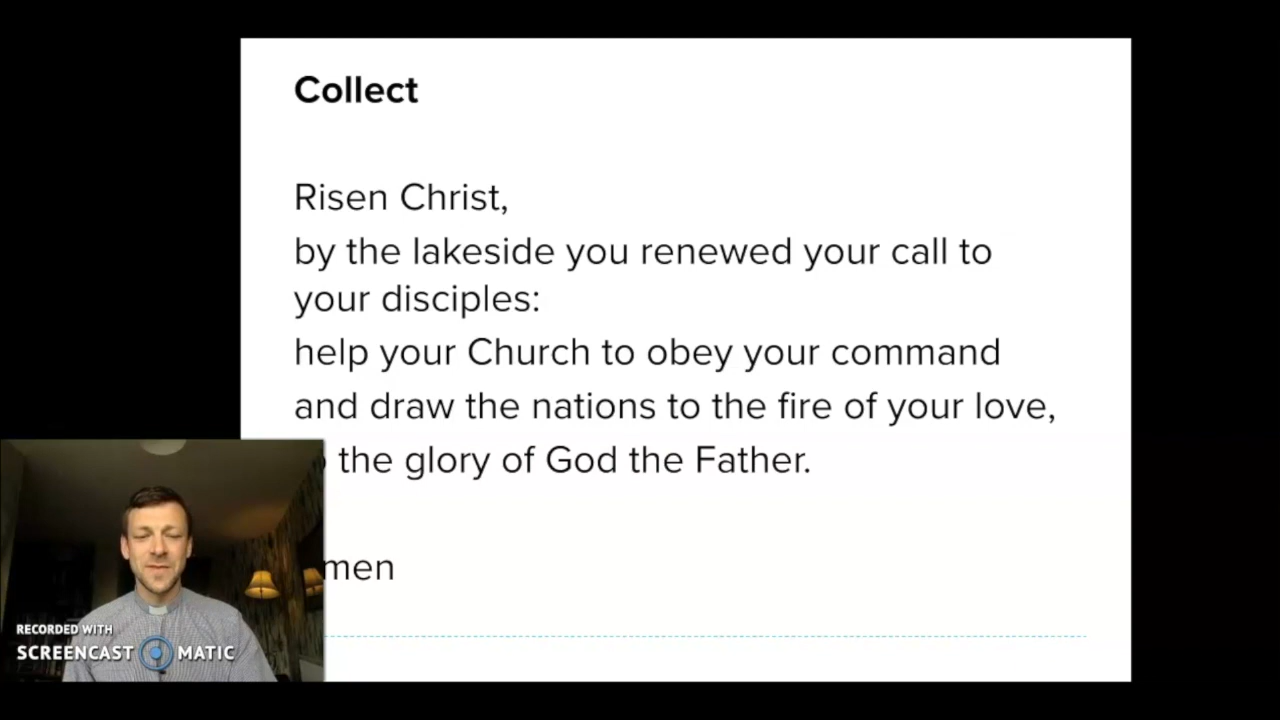 Collect
Risen Christ,
by the lakeside you renewed your call to
your disciples:
help your Church to obey your command
and draw the nations to the fire of your love,
the glory of God the Father.
men
RECORDED WITH
SCREENCAST MATIC